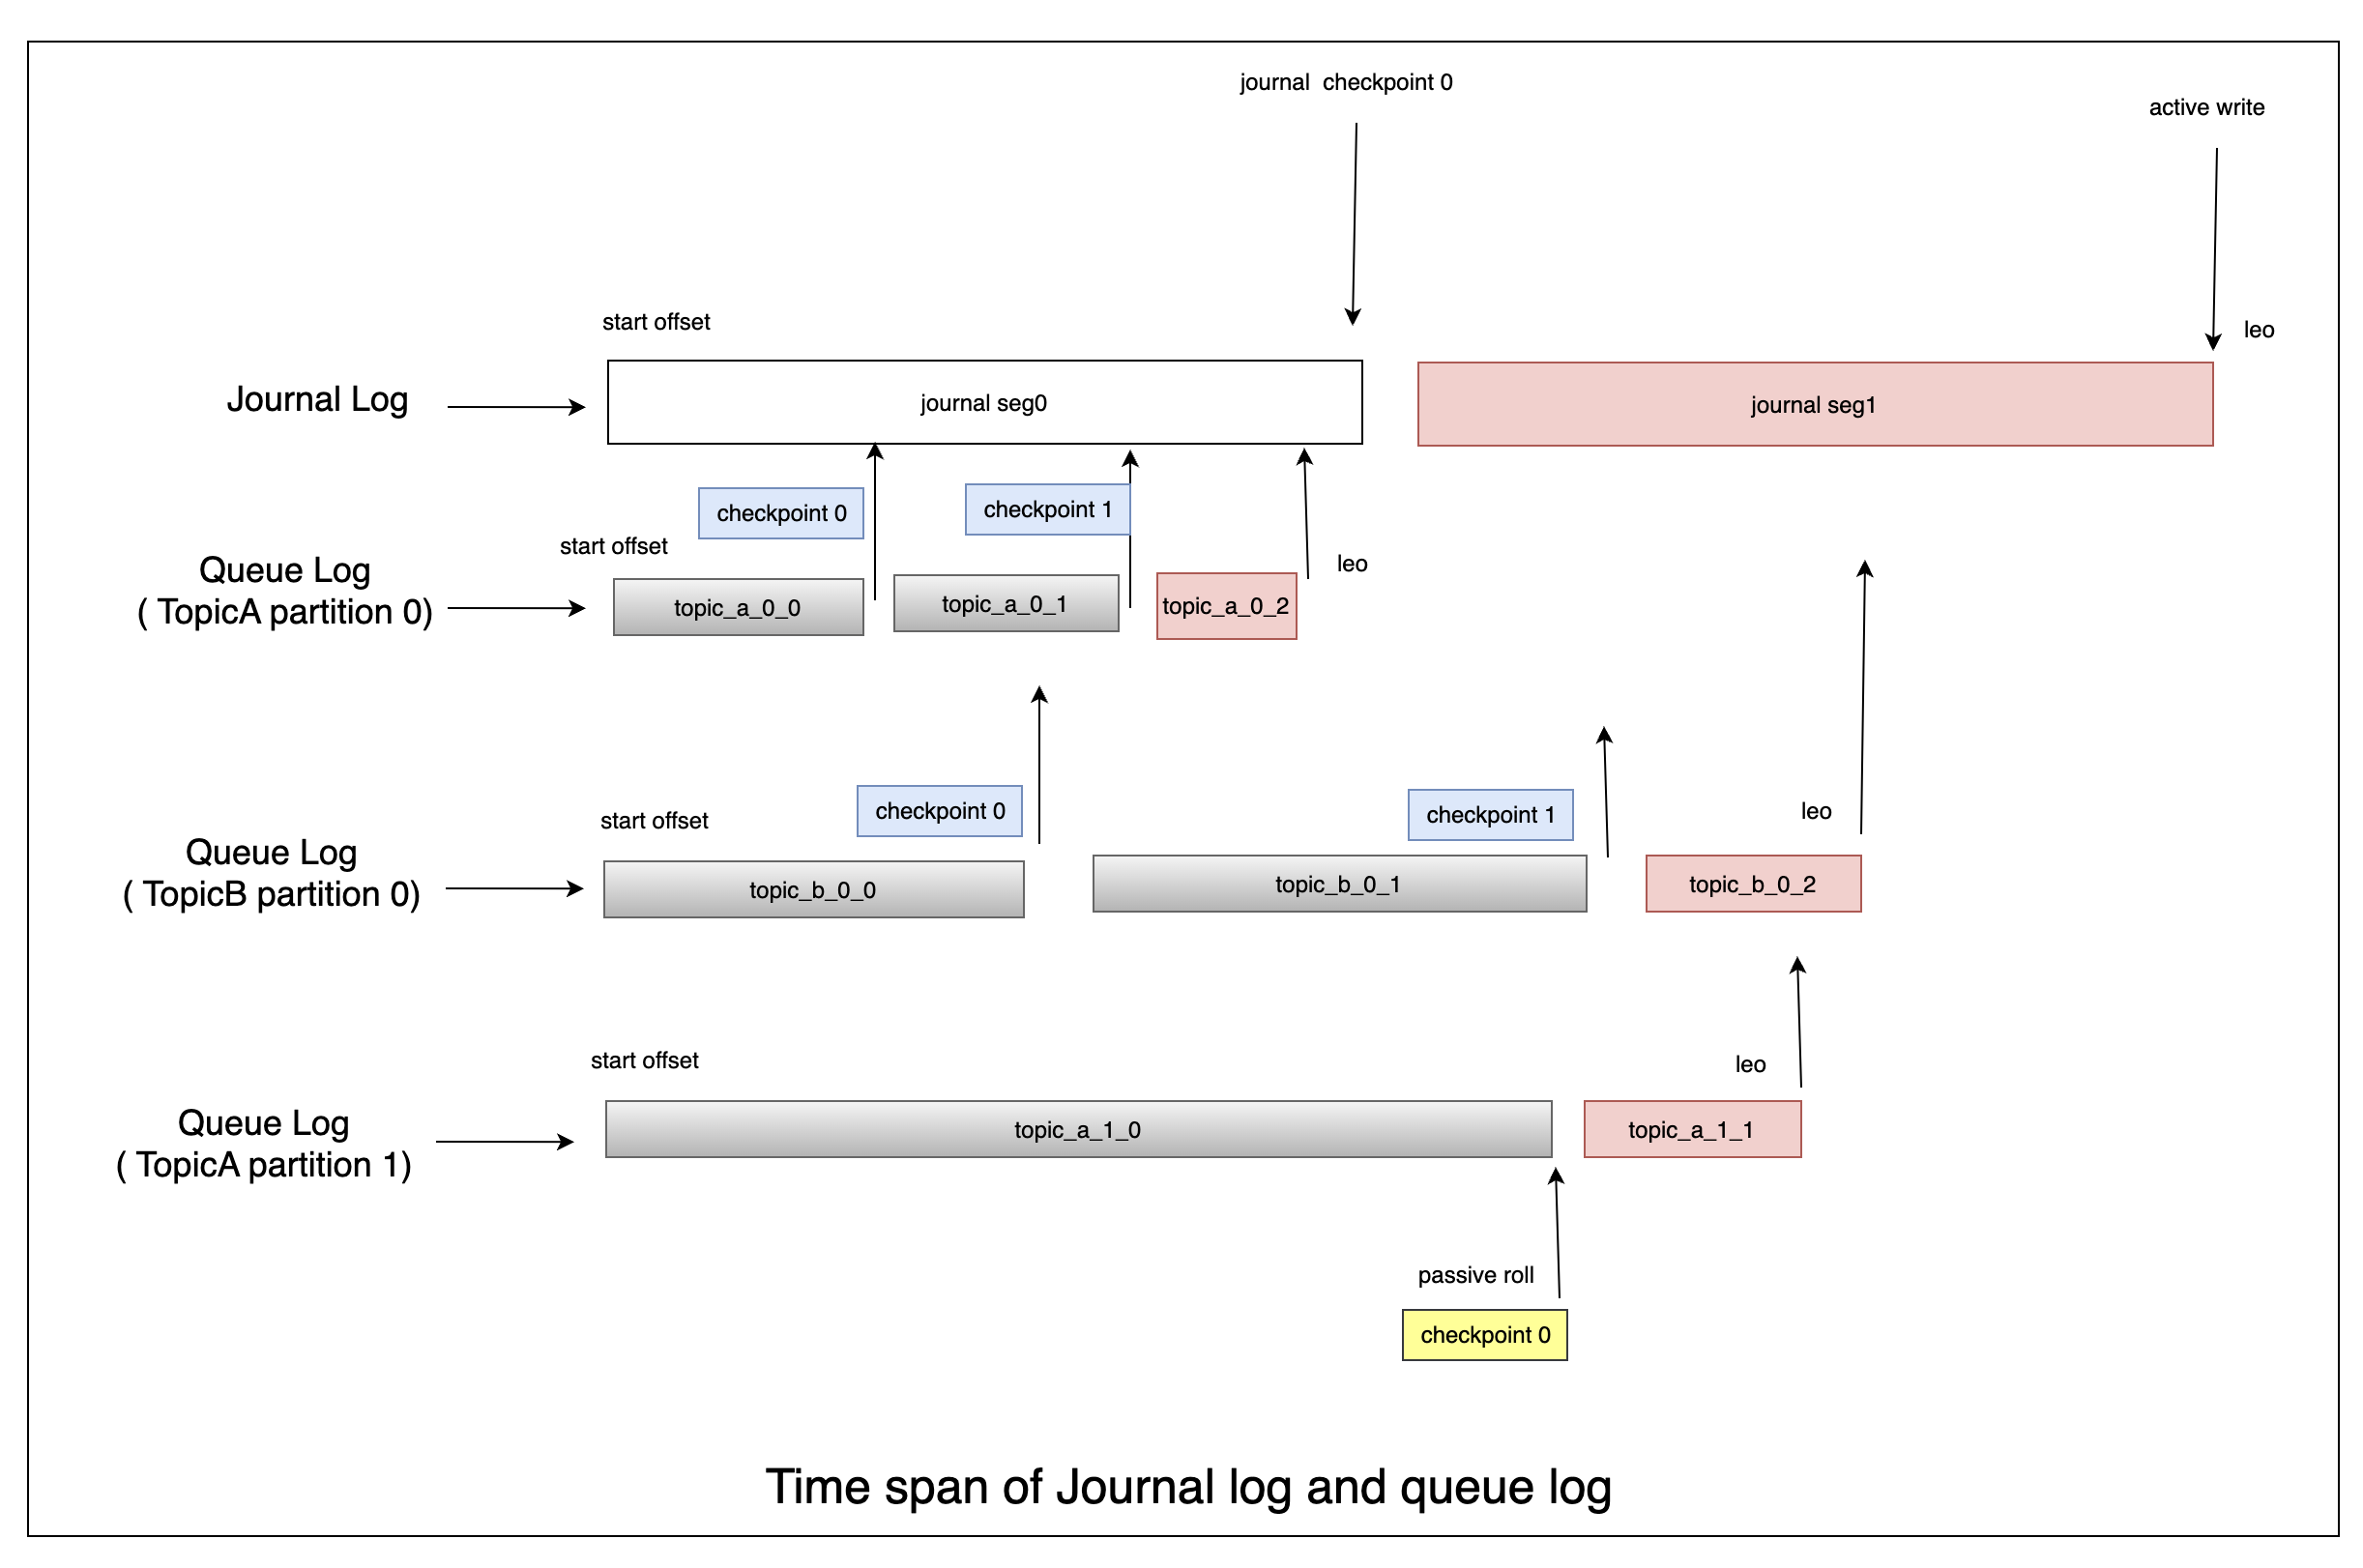 journal  checkpoint 0
active write
start offset
leo
Journal Log
journal seg0
journal seg1
checkpoint 0
checkpoint 1
start offset
leo
Queue Log
( TopicA partition 0)
topic_a_0_0
topic_a_0_1
topic_a_0_2
checkpoint 0
checkpoint 1
start offset
leo
Queue Log
( TopicB partition 0)
topic_b_0_0
topic_b_0_1
topic_b_0_2
start offset
leo
Queue Log
( TopicA partition 1)
topic_a_1_0
topic_a_1_1
passive roll
checkpoint 0
Time span of Journal log and queue log